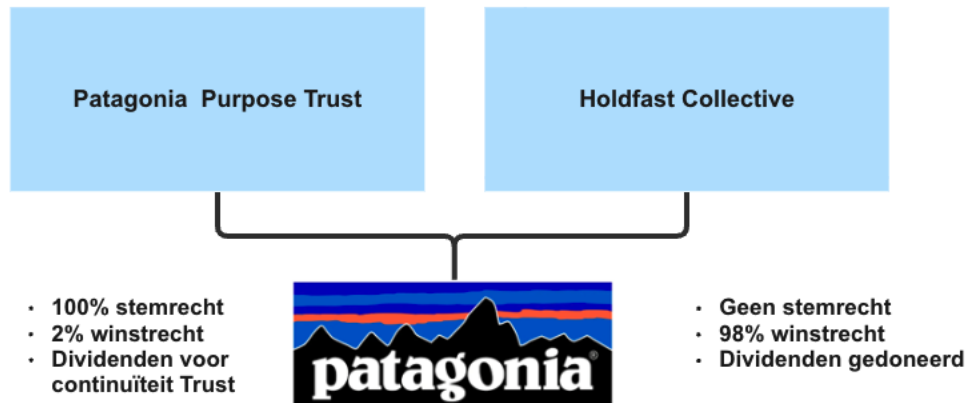 Patagonia Purpose Trust
Holdfast Collective
· 100% stemrecht
· 2% winstrecht
· Dividenden voor
continuïteit Trust
patagonia®
· Geen stemrecht
· 98% winstrecht
· Dividenden gedoneerd